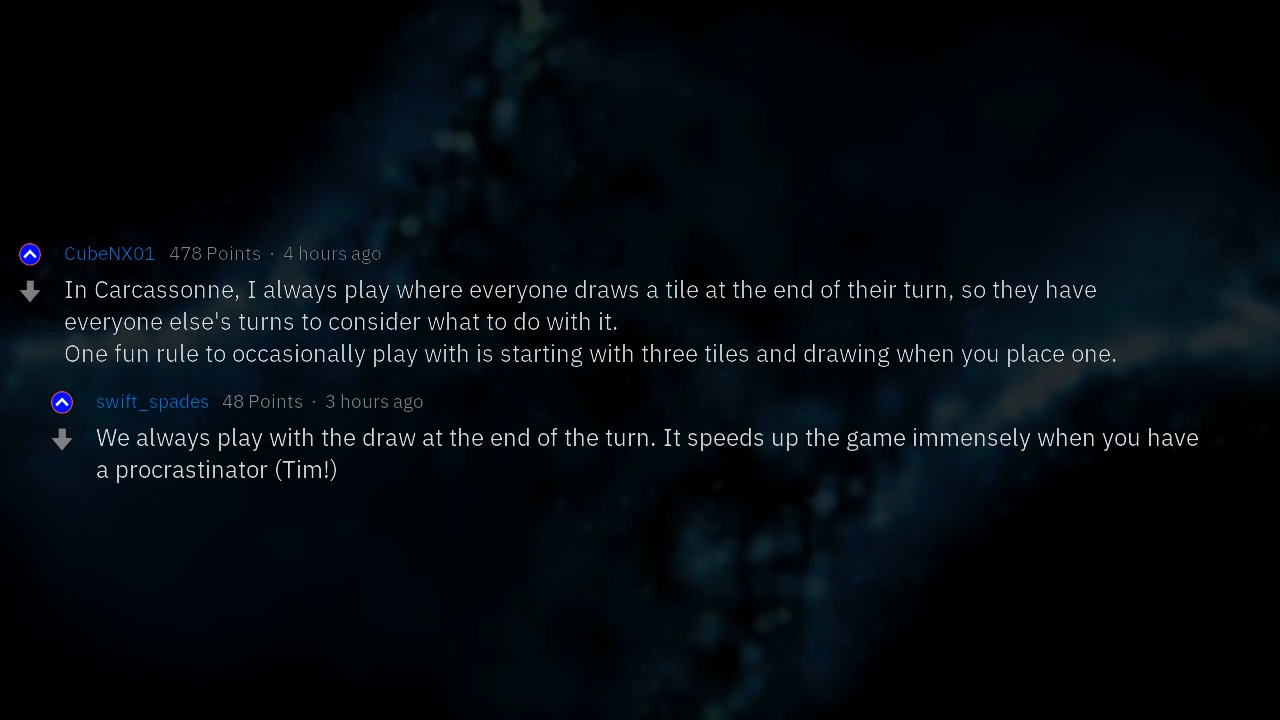 CubeNX01 478 Points · 4 hours ago
In Carcassonne, I always play where everyone draws a tile at the end of their turn, so they have
everyone else's turns to consider what to do with it.
One fun rule to occasionally play with is starting with three tiles and drawing when you place one.
swift_spades 48 Points · 3 hours ago
We always play with the draw at the end of the turn. It speeds up the game immensely when you have
a procrastinator (Tim!)